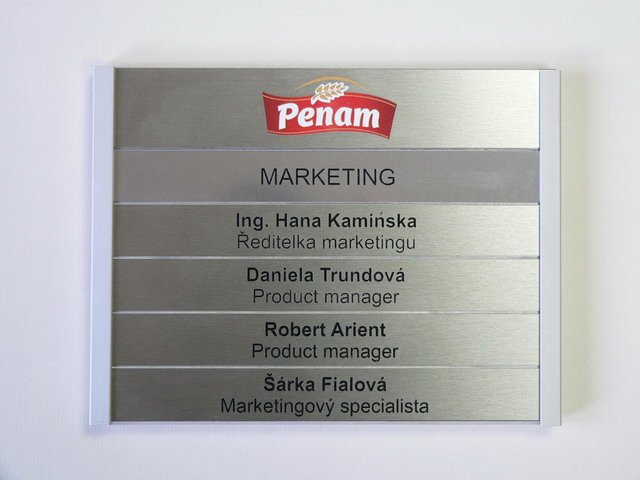 Penam
MARKETING
Ing. Hana Kamińska
Ředitelka marketingu
Daniela Trundová
Product manager
Robert Arient
Product manager
Šárka Fialová
Marketingový specialista